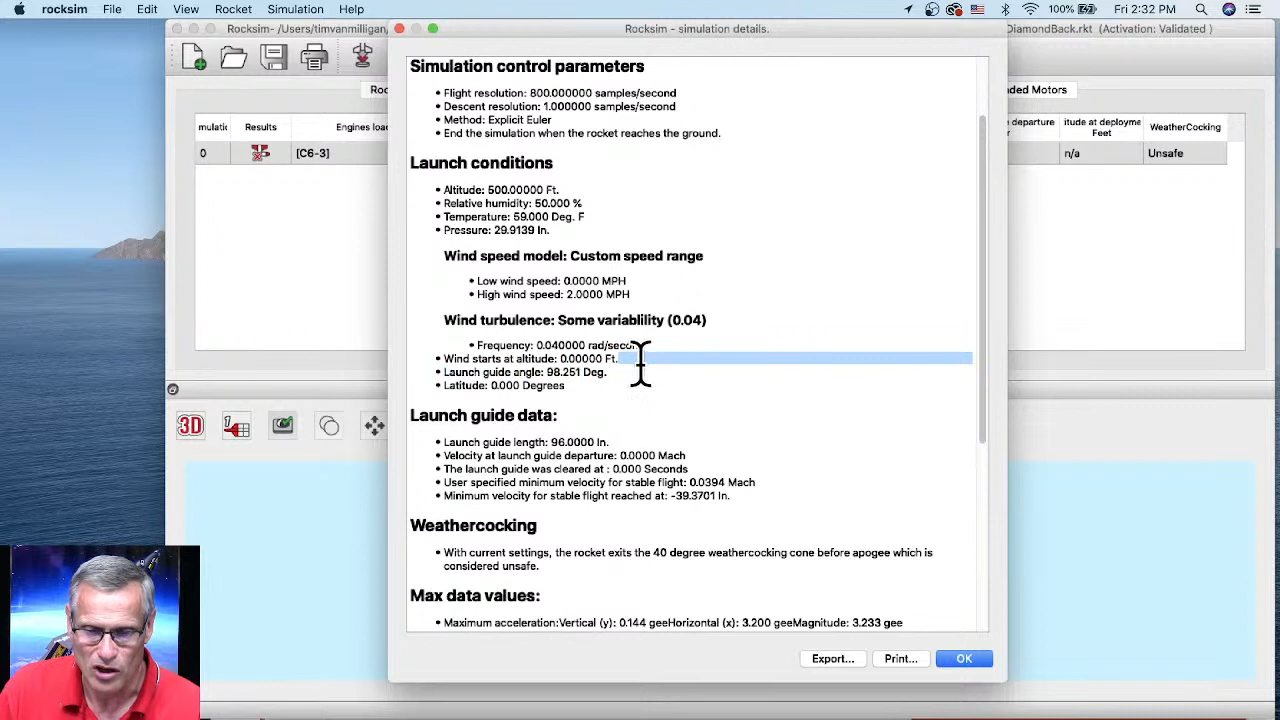 File Edit View Rocket Simulation Help 100% Fri 2:32 PM
Rocksim- /Users/timvanmilligan/
Rocksim - simulation details.
DiamondBack.rkt (Activation: Validated )
Simulation control parameters
• Flight resolution: 800.000000 samples/second
• Descent resolution: 1.000000 samples/second
• Method: Explicit Euler
• End the simulation when the rocket reaches the ground.
Launch conditions
• Altitude: 500.00000 Ft.
• Relative humidity: 50.000 %
• Temperature: 59.000 Deg. F
• Pressure: 29.9139 In.
Wind speed model: Custom speed range
• Low wind speed: 0.0000 MPH
• High wind speed: 2.0000 MPH
Wind turbulence: Some variablility (0.04)
• Frequency: 0.040000 rad/secon
• Wind starts at altitude: 0.00000 Ft.
• Launch guide angle: 98.251 Deg.
• Latitude: 0.000 Degrees
Launch guide data:
• Launch guide length: 96.0000 In.
• Velocity at launch guide departure: 0.0000 Mach
• The launch guide was cleared at : 0.000 Seconds
• User specified minimum velocity for stable flight: 0.0394 Mach
• Minimum velocity for stable flight reached at: -39.3701 In.
Weathercocking
• With current settings, the rocket exits the 40 degree weathercocking cone before apogee which is
considered unsafe.
Max data values:
• Maximum acceleration:Vertical (y): 0.144 geeHorizontal (x): 3.200 geeMagnitude: 3.233 gee
Export... Print... OK
Roc
mulatic Results Engines loa
0 [C6-3]
3D
ded Motors
departure
itude at deployme
Feet
WeatherCocking
n/a Unsafe